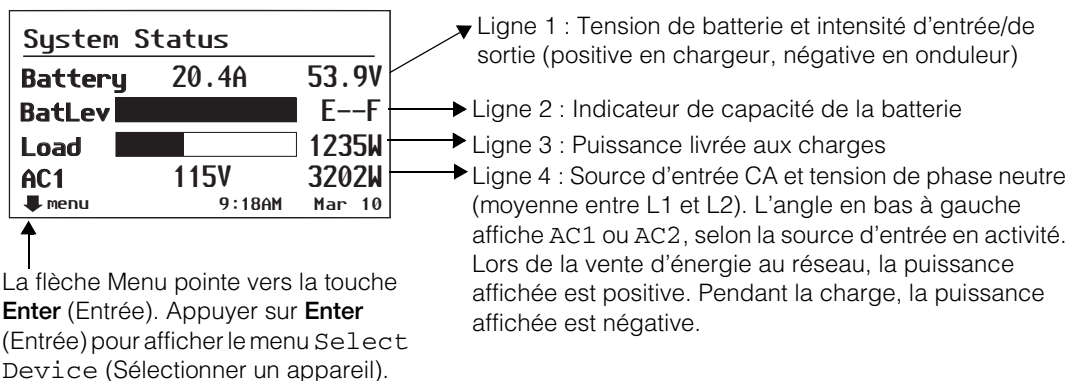 System Status
Battery 20.4A 53.9V
BatLev E--F
Load 1235W
AC1 115V 3202W
menu 9:18AM Mar 10
Ligne 1 : Tension de batterie et intensité d'entrée/de
sortie (positive en chargeur, négative en onduleur)
Ligne 2 : Indicateur de capacité de la batterie
Ligne 3 : Puissance livrée aux charges
Ligne 4 : Source d'entrée CA et tension de phase neutre
(moyenne entre L1 et L2). L'angle en bas à gauche
affiche AC1 ou AC2, selon la source d'entrée en activité.
Lors de la vente d'énergie au réseau, la puissance
affichée est positive. Pendant la charge, la puissance
affichée est négative.
La flèche Menu pointe vers la touche
Enter (Entrée). Appuyer sur Enter
(Entrée) pour afficher le menu Select
Device (Sélectionner un appareil).